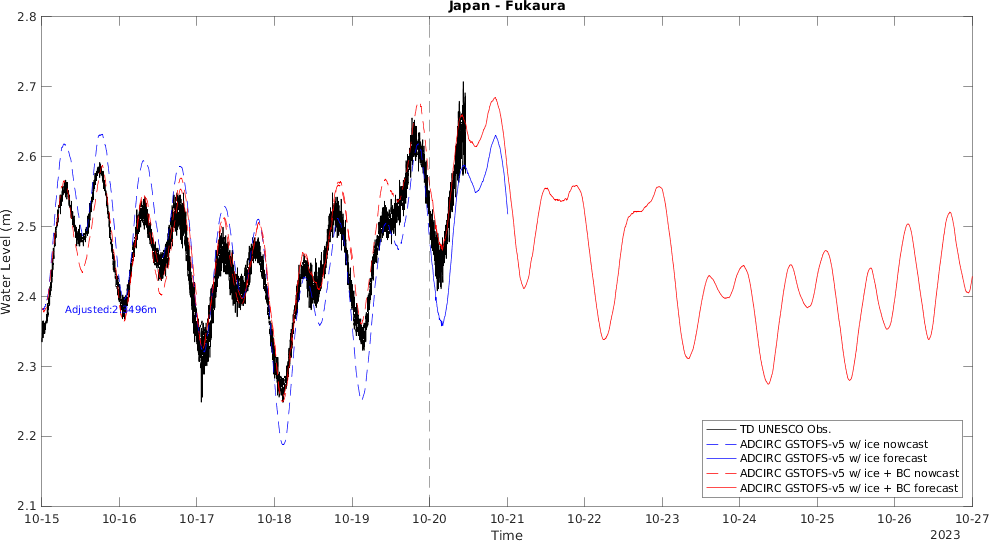 Japan - Fukaura
2.8
2.7
2.6
2.5
2.4
2.3
2.2
2.1
Water Level (m)
10-15 10-16 10-17 10-18 10-19 10-20 10-21 10-22 10-23 10-24 10-25 10-26 10-27
Time
2023
TD UNESCO Obs.
ADCIRC GSTOFS-v5 w/ ice nowcast
ADCIRC GSTOFS-v5 w/ ice forecast
ADCIRC GSTOFS-v5 w/ ice + BC nowcast
ADCIRC GSTOFS-v5 w/ ice + BC forecast